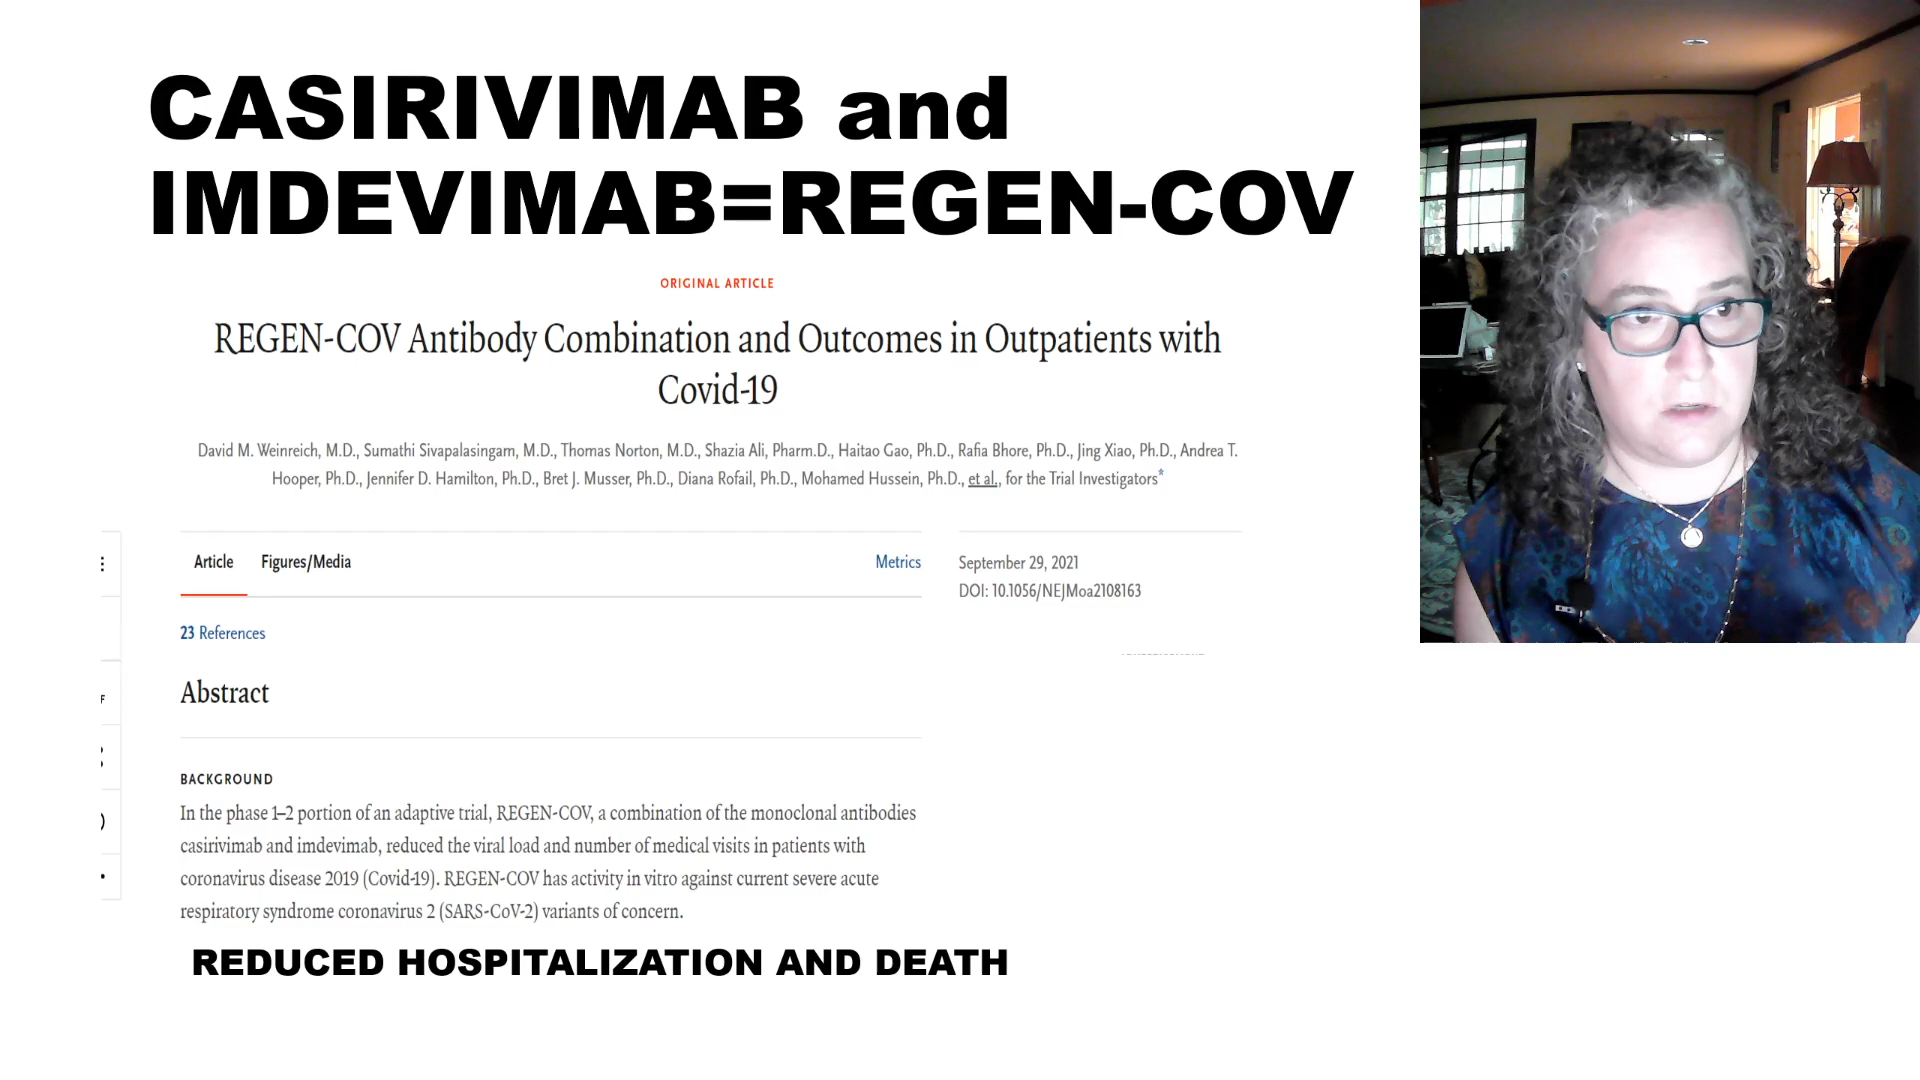 CASIRIVIMAB and
IMDEVIMAB=REGEN-COV
ORIGINAL ARTICLE
REGEN-COV Antibody Combination and Outcomes in Outpatients with
Covid-19
David M. Weinreich, M.D., Sumathi Sivapalasingam, M.D., Thomas Norton, M.D., Shazia Ali, Pharm.D., Haitao Gao, Ph.D., Rafia Bhore, Ph.D., Jing Xiao, Ph.D., Andrea T.
Hooper, Ph.D., Jennifer D. Hamilton, Ph.D., Bret J. Musser, Ph.D., Diana Rofail, Ph.D., Mohamed Hussein, Ph.D., et al., for the Trial Investigators*
Article Figures/Media Metrics
September 29, 2021
DOI: 10.1056/NEJMoa2108163
23 References
Abstract
BACKGROUND
In the phase 1–2 portion of an adaptive trial, REGEN-COV, a combination of the monoclonal antibodies
casirivimab and imdevimab, reduced the viral load and number of medical visits in patients with
coronavirus disease 2019 (Covid-19). REGEN-COV has activity in vitro against current severe acute
respiratory syndrome coronavirus 2 (SARS-CoV-2) variants of concern.
REDUCED HOSPITALIZATION AND DEATH